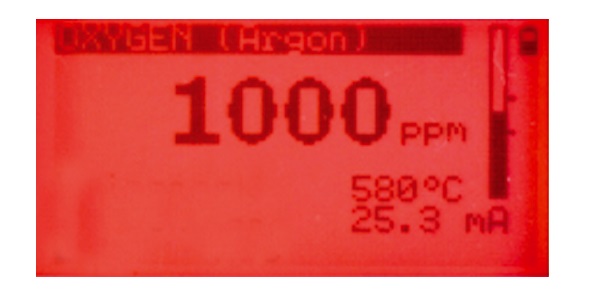 OXYGEN (Argon)
1000 ppm
580°C
25.3 mA